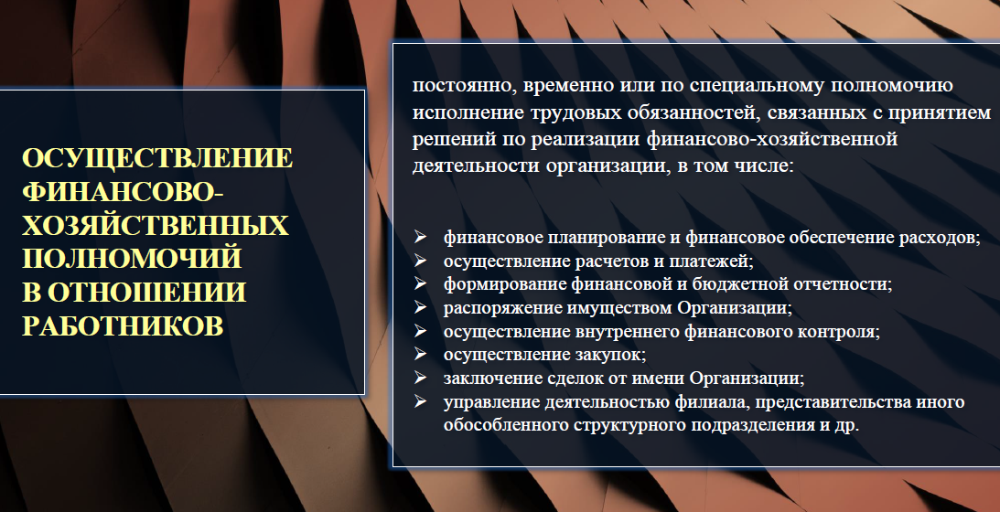 ОСУЩЕСТВЛЕНИЕ
ФИНАНСОВО-
ХОЗЯЙСТВЕННЫХ
ПОЛНОМОЧИЙ
В ОТНОШЕНИИ
РАБОТНИКОВ
постоянно, временно или по специальному полномочию
исполнение трудовых обязанностей, связанных с принятием
решений по реализации финансово-хозяйственной
деятельности организации, в том числе:
➢ финансовое планирование и финансовое обеспечение расходов;
➢ осуществление расчетов и платежей;
➢ формирование финансовой и бюджетной отчетности;
➢ распоряжение имуществом Организации;
➢ осуществление внутреннего финансового контроля;
➢ осуществление закупок;
➢ заключение сделок от имени Организации;
➢ управление деятельностью филиала, представительства иного
обособленного структурного подразделения и др.